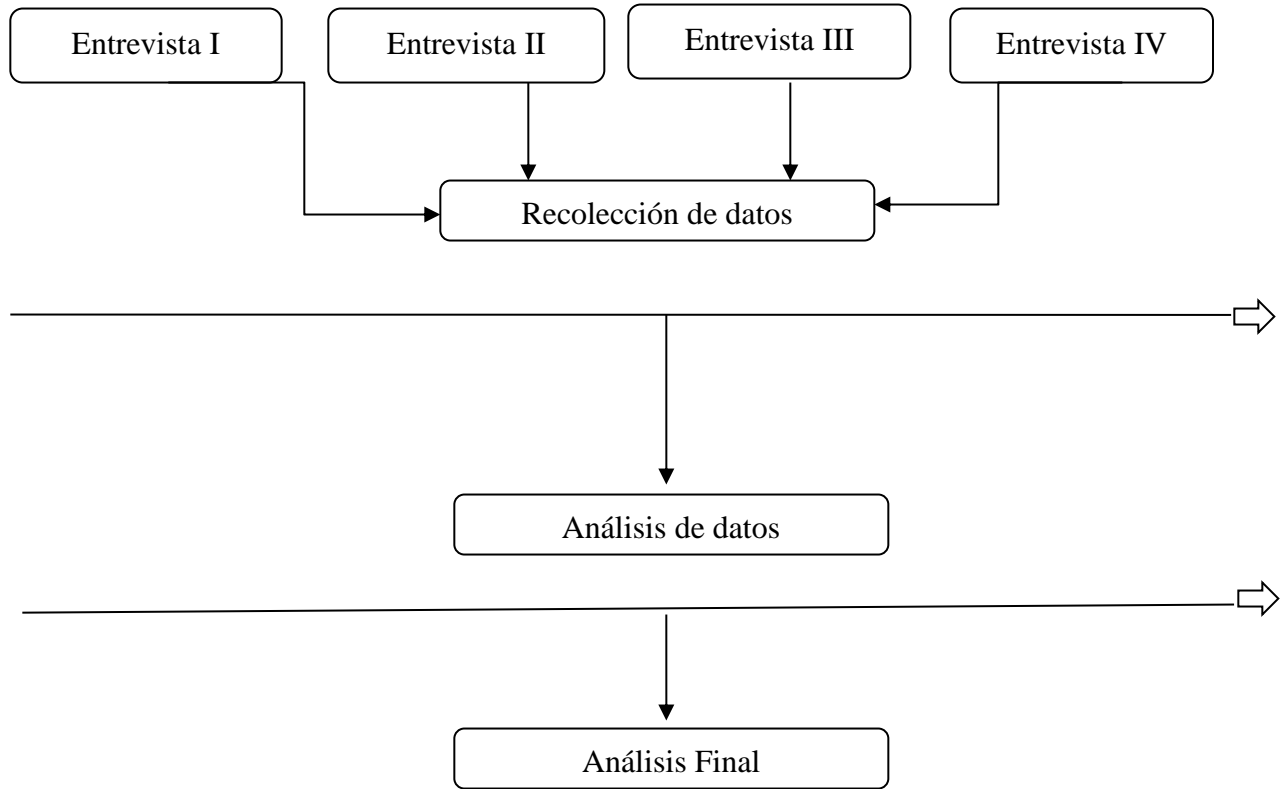 Entrevista I
Entrevista II
Entrevista III
Entrevista IV
Recolección de datos
Análisis de datos
Análisis Final